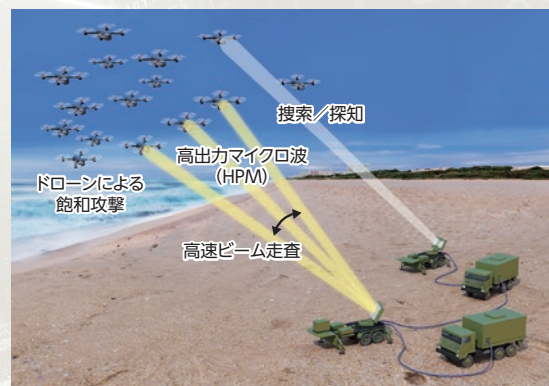 捜索／探知
高出力マイクロ波
（HPM）
ドローンによる
飽和攻撃
高速ビーム走査